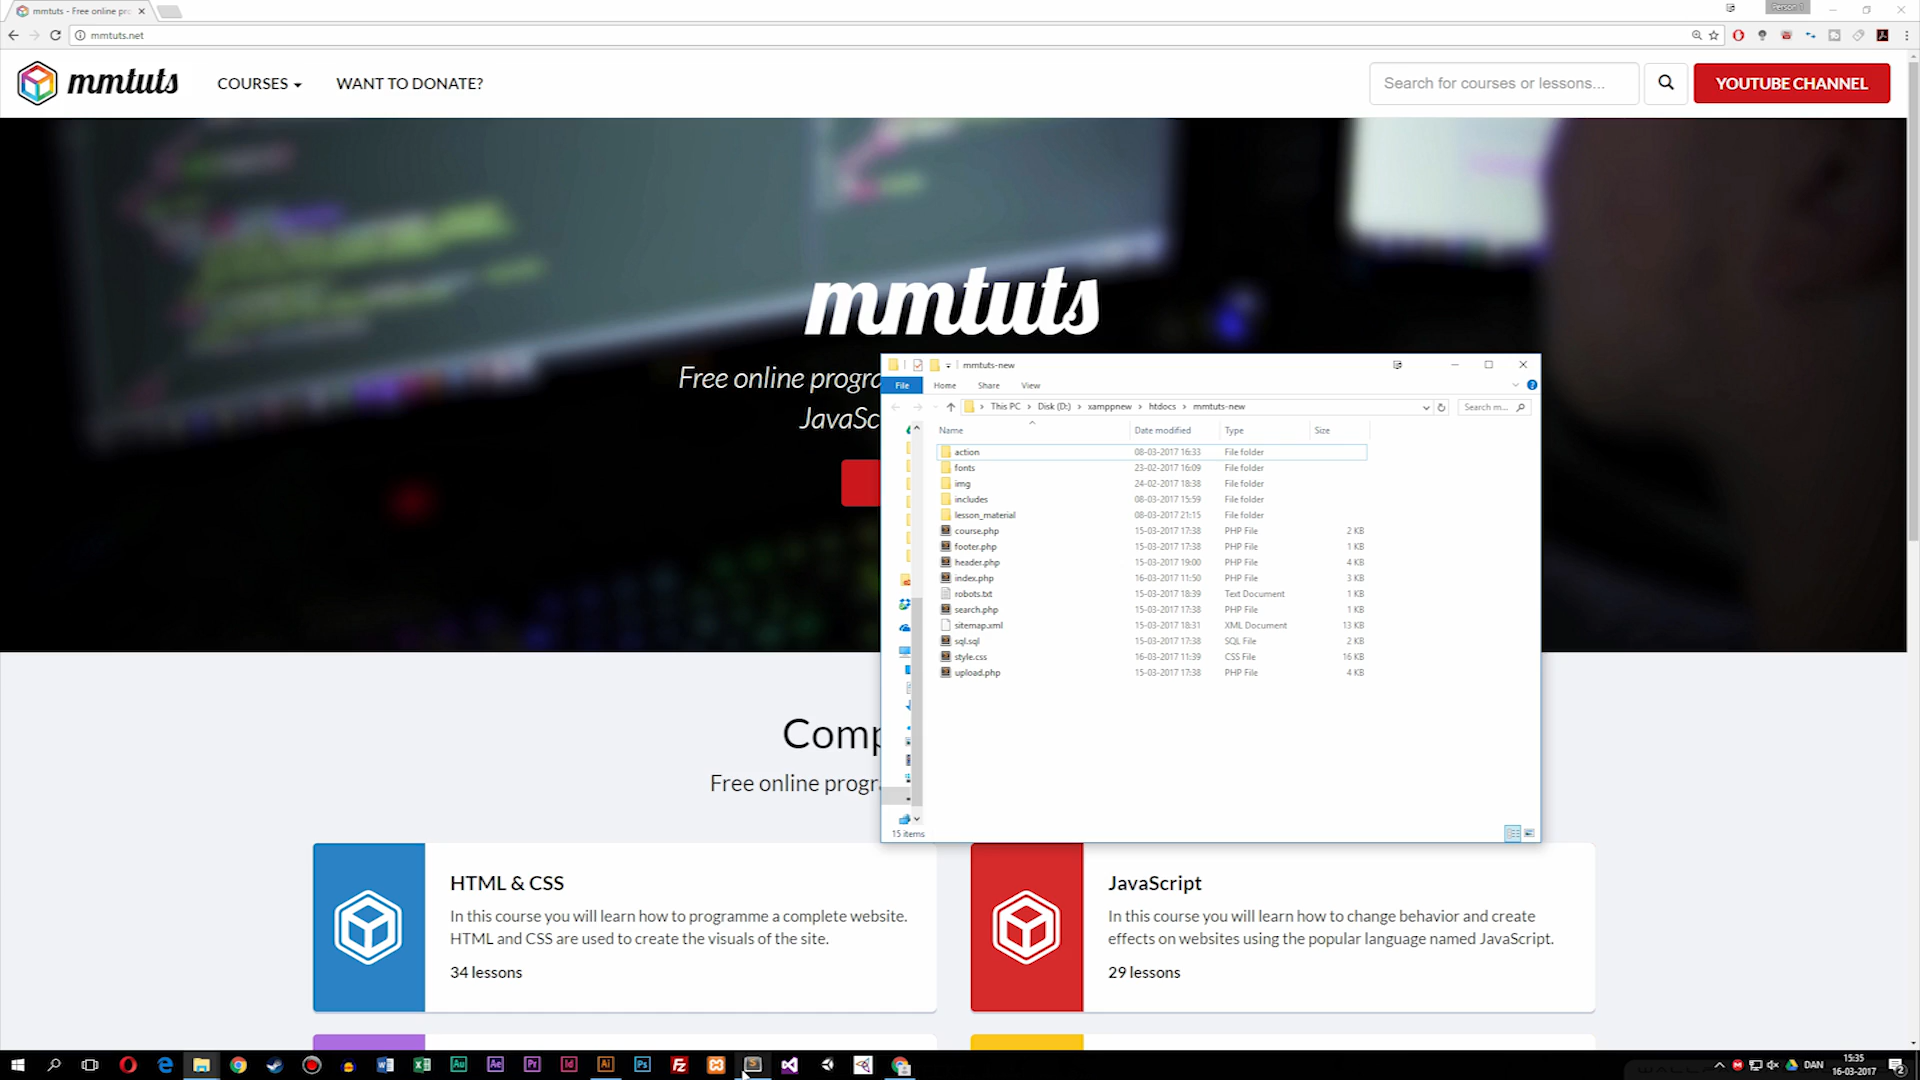 mmtuts - Free online pro
Person 1
mmtuts.net
mmtuts
COURSES
WANT TO DONATE?
Search for courses or lessons...
YOUTUBE CHANNEL
mmtuts
Free online progra
JavaSc
mmtuts-new
File
Home
Share
View
This PC > Disk (D:) > xamppnew > htdocs > mmtuts-new
Search m...
Name Date modified Type Size
action 08-03-2017 16:33 File folder
fonts 23-02-2017 16:09 File folder
img 24-02-2017 18:38 File folder
includes 08-03-2017 15:59 File folder
lesson_material 08-03-2017 21:15 File folder
course.php 15-03-2017 17:38 PHP File 2 KB
footer.php 15-03-2017 17:38 PHP File 1 KB
header.php 15-03-2017 19:00 PHP File 4 KB
index.php 16-03-2017 11:50 PHP File 3 KB
robots.txt 15-03-2017 18:39 Text Document 1 KB
search.php 15-03-2017 17:38 PHP File 1 KB
sitemap.xml 15-03-2017 18:31 XML Document 13 KB
sql.sql 15-03-2017 17:38 SQL File 2 KB
style.css 16-03-2017 11:39 CSS File 16 KB
upload.php 15-03-2017 17:38 PHP File 4 KB
15 items
Comp
Free online progra
HTML & CSS
In this course you will learn how to programme a complete website.
HTML and CSS are used to create the visuals of the site.
34 lessons
JavaScript
In this course you will learn how to change behavior and create
effects on websites using the popular language named JavaScript.
29 lessons
Au
Ae
Pr
Id
Ai
Ps
Fz
DAN
15:35
16-03-2017
2